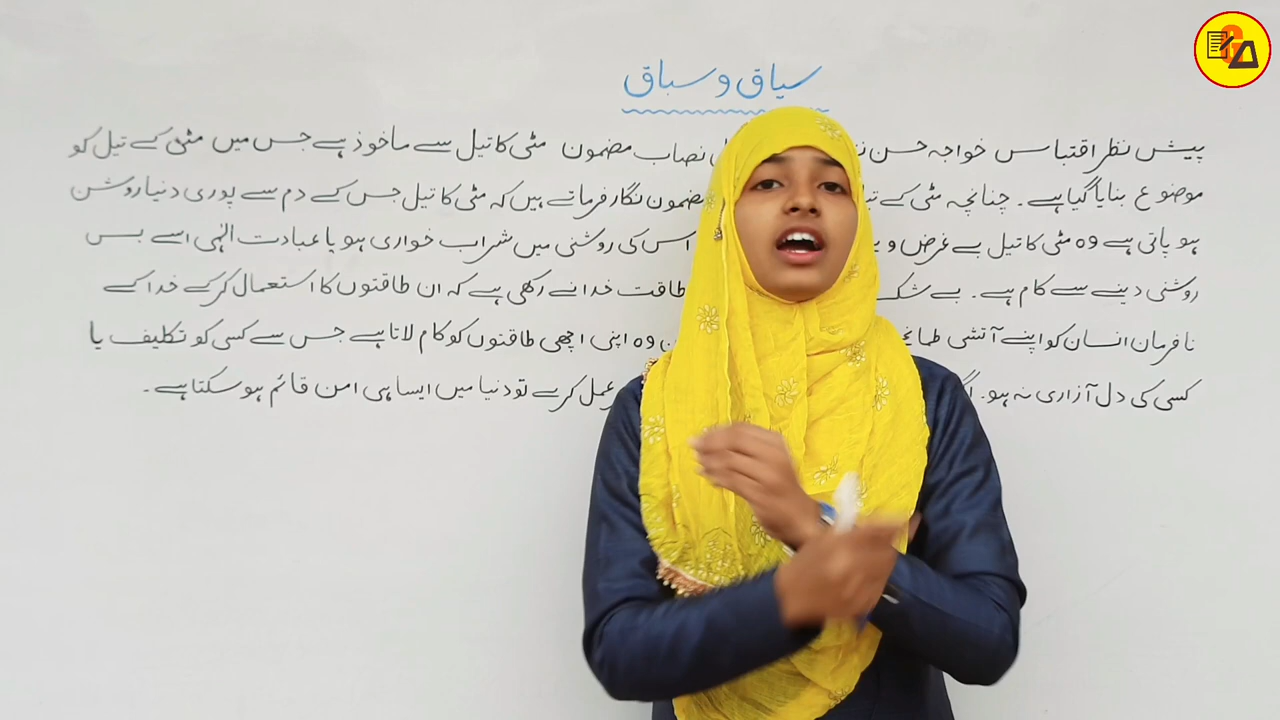 سیاق و سباق
پیش نظر اقتباس خواجہ حسن نصاب مضمون مٹی کا تیل سے ماخوذ ہے جس میں مٹی کے تیل کو
موضوع بنایا گیا ہے۔ چنانچہ مٹی کے مضمون نگار فرماتے ہیں کہ مٹی کا تیل جس کے دم سے پوری دنیا روشن
ہو پاتی ہے وہ مٹی کا تیل بے غرض و اس کی روشنی میں شراب خواری ہو یا عبادت الٰہی اسے بس
روشنی دینے سے کام ہے۔ بے شک طاقت خدا نے رکھی ہے کہ ان طاقتوں کا استعمال کرکے خدا کے
نافرمان انسان کو اپنے آتشی وہ اپنی اچھی طاقتوں کو کام لاتا ہے جس سے کسی کو تکلیف یا
کسی کی دل آزاری نہ ہو۔ عمل کرے تو دنیا میں ایسا ہی امن قائم ہو سکتا ہے۔